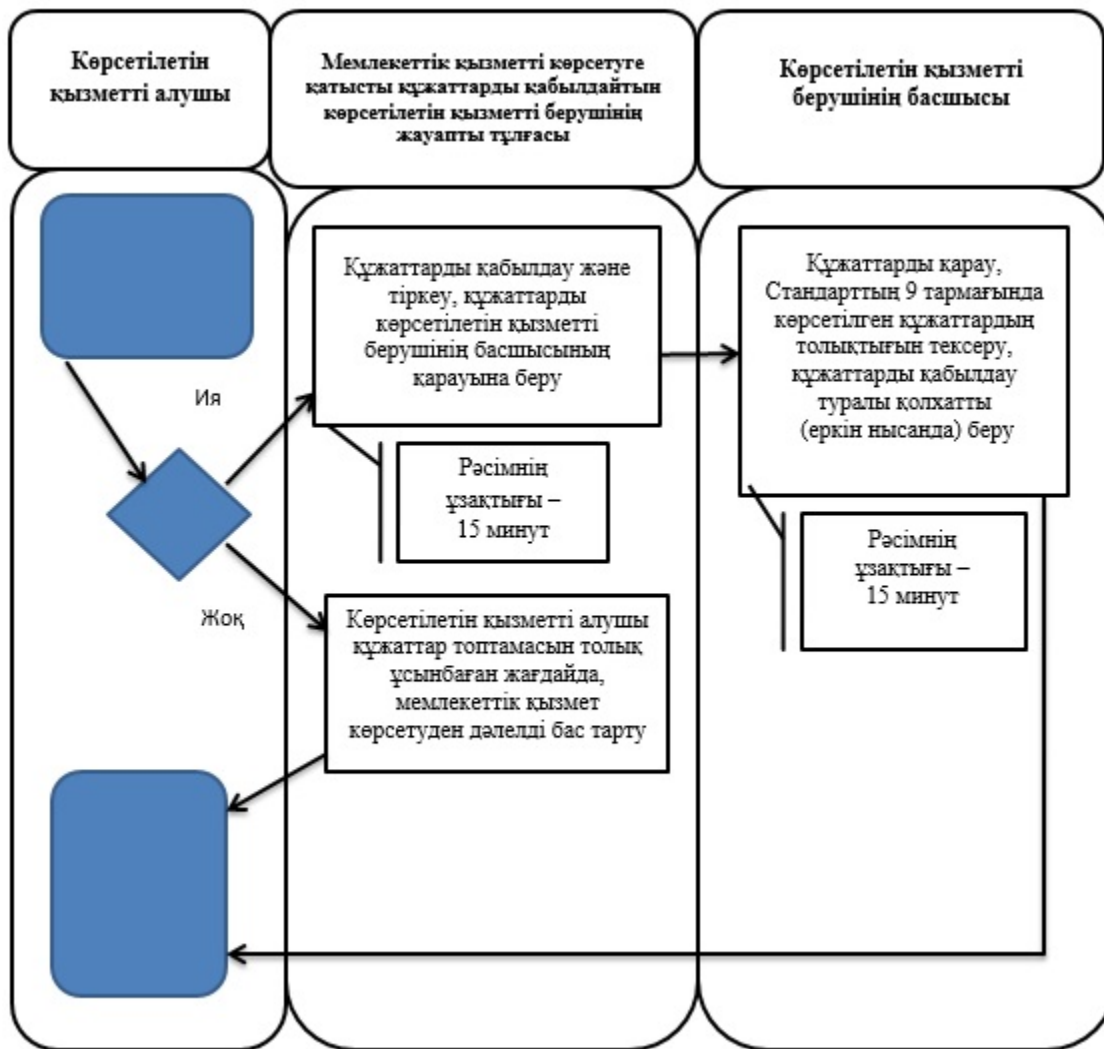 Көрсетілетін
қызметті алушы
Мемлекеттік қызметті көрсетуге
қатысты құжаттарды қабылдайтын
көрсетілетін қызметті берушінің
жауапты тұлғасы
Көрсетілетін қызметті
берушінің басшысы
Құжаттарды қабылдау және
тіркеу, құжаттарды
көрсетілетін қызметті
берушінің басшысының
қарауына беру
Құжаттарды қарау,
Стандарттың 9 тармағында
көрсетілген құжаттардың
толықтығын тексеру,
құжаттарды қабылдау
туралы қолхатты
(еркін нысанда) беру
Ия
Рәсімнің
ұзақтығы –
15 минут
Рәсімнің
ұзақтығы –
15 минут
Жоқ
Көрсетілетін қызметті алушы
құжаттар топтамасын толық
ұсынбаған жағдайда,
мемлекеттік қызмет
көрсетуден дәлелді бас тарту